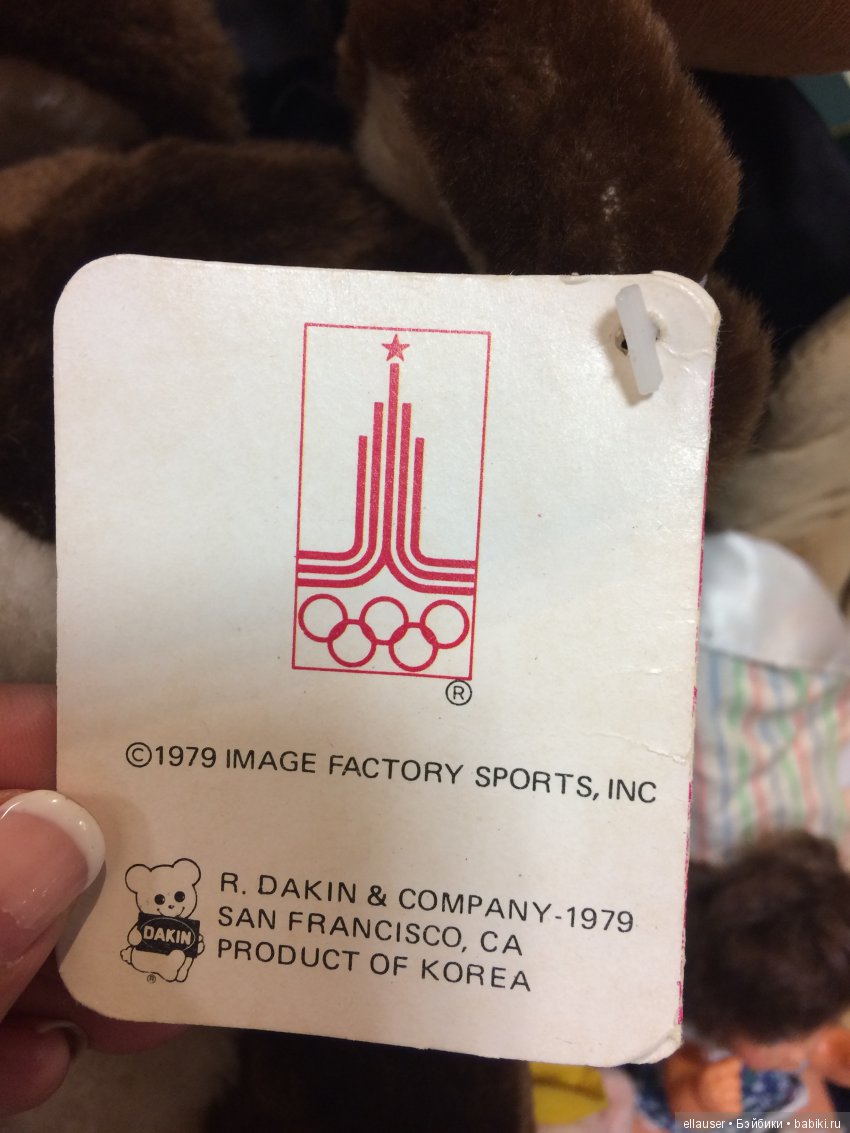 ®
©1979 IMAGE FACTORY SPORTS, INC
R. DAKIN & COMPANY-1979
SAN FRANCISCO, CA
PRODUCT OF KOREA
DAKIN
®
ellauser • Бэйбики • babiki.ru